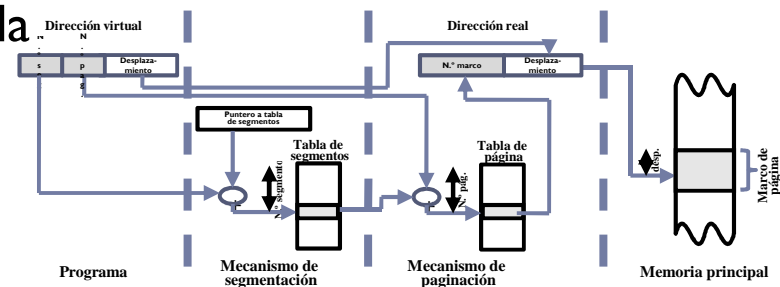 la
Dirección virtual
Dirección real
N.º s
N.º pág
Desplaza-
miento
N.º marco
Desplaza-
miento
Puntero a tabla
de segmentos
Tabla de
segmentos
Tabla de
página
N.º segmento
N.º pág.
desp.
Marco de
página
Programa
Mecanismo de
segmentación
Mecanismo de
paginación
Memoria principal